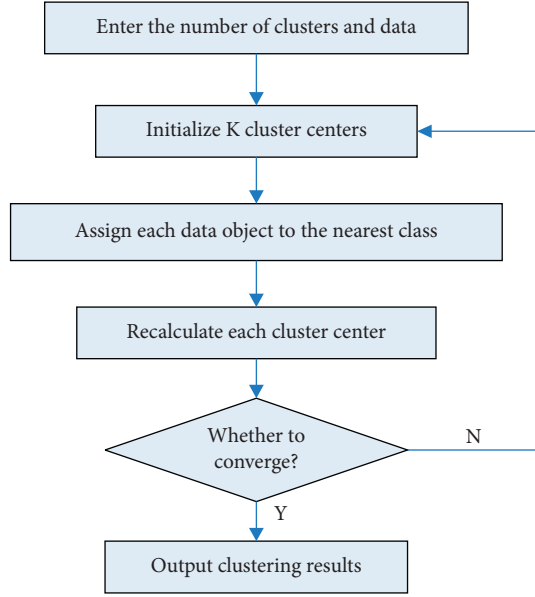 Enter the number of clusters and data
Initialize K cluster centers
Assign each data object to the nearest class
Recalculate each cluster center
Whether to
converge?
N
Y
Output clustering results